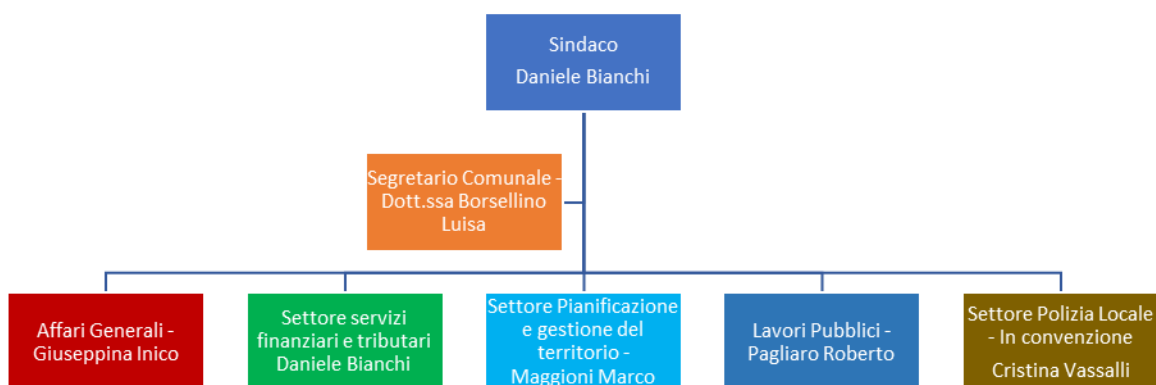 Sindaco
Daniele Bianchi
Segretario Comunale -
Dott.ssa Borsellino
Luisa
Affari Generali -
Giuseppina Inico
Settore servizi
finanziari e tributari
Daniele Bianchi
Settore Pianificazione
e gestione del
territorio -
Maggioni Marco
Lavori Pubblici -
Pagliaro Roberto
Settore Polizia Locale
- In convenzione
Cristina Vassalli